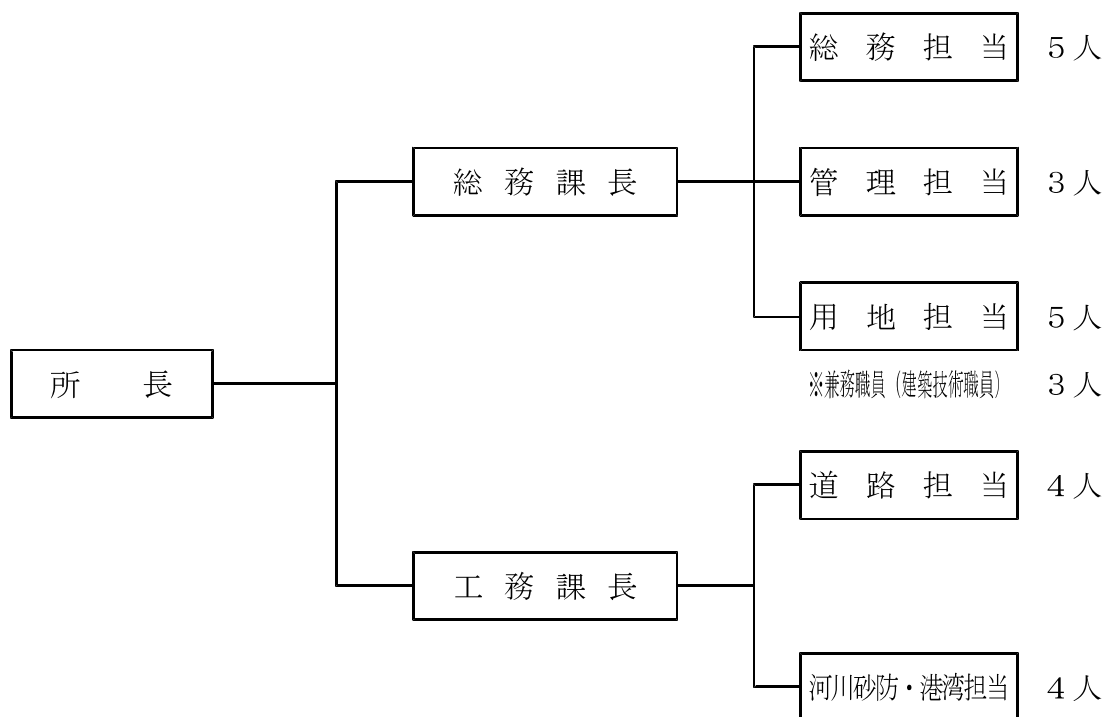 総務担当 5人
総務課長
管理担当 3人
用地担当 5人
所長
※兼務職員（建築技術職員） 3人
道路担当 4人
工務課長
河川砂防・港湾担当 4人